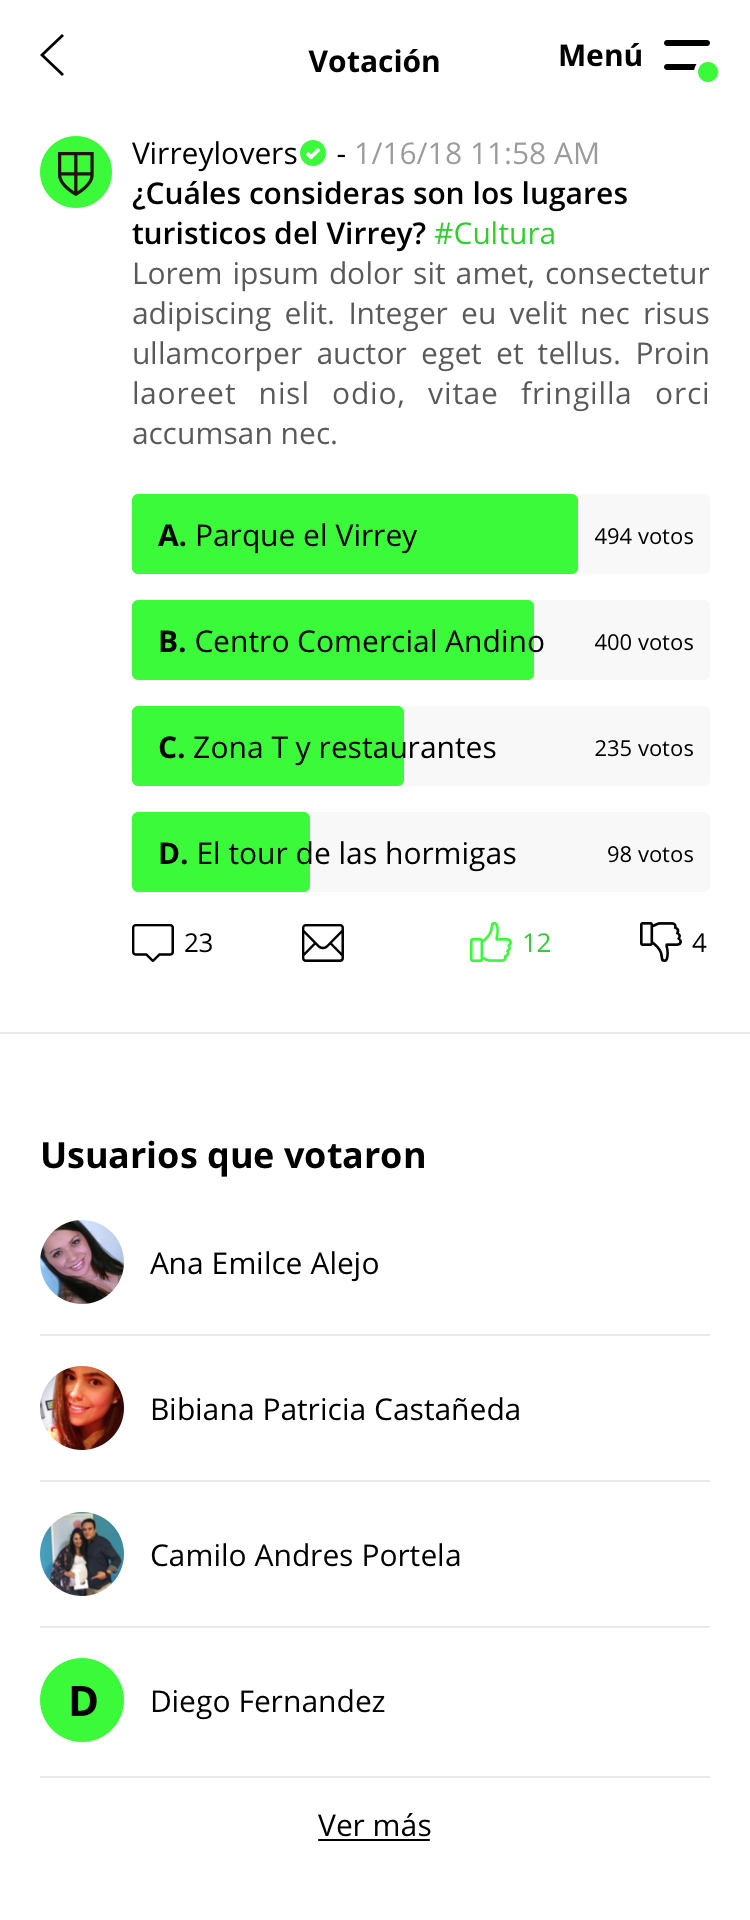 Votación
Menú
Virreylovers - 1/16/18 11:58 AM
¿Cuáles consideras son los lugares
turisticos del Virrey? #Cultura
Lorem ipsum dolor sit amet, consectetur
adipiscing elit. Integer eu velit nec risus
ullamcorper auctor eget et tellus. Proin
laoreet nisl odio, vitae fringilla orci
accumsan nec.
A. Parque el Virrey 494 votos
B. Centro Comercial Andino 400 votos
C. Zona T y restaurantes 235 votos
D. El tour de las hormigas 98 votos
23 12 4
Usuarios que votaron
Ana Emilce Alejo
Bibiana Patricia Castañeda
Camilo Andres Portela
D Diego Fernandez
Ver más